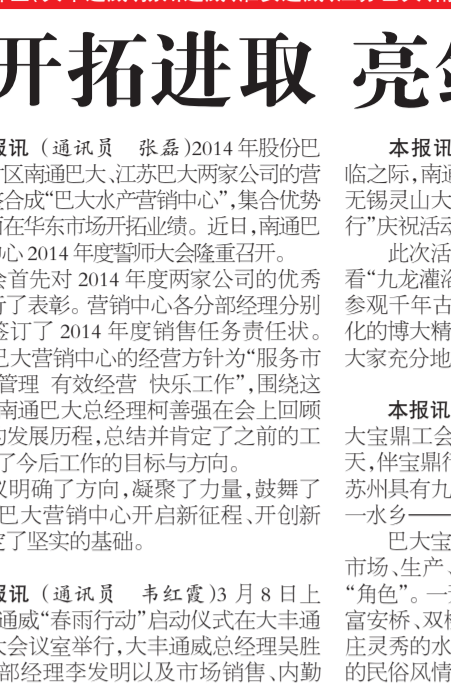 开拓进取 亮
报讯（通讯员 张磊)2014 年股份巴
区南通巴大、江苏巴大两家公司的营
合成“巴大水产营销中心”,集合优势
在华东市场开拓业绩。近日,南通巴
心 2014 年度誓师大会隆重召开。
会首先对 2014 年度两家公司的优秀
行了表彰。营销中心各分部经理分别
签订了 2014 年度销售任务责任状。
巴大营销中心的经营方针为“服务市
管理 有效经营 快乐工作”,围绕这
南通巴大总经理柯善强在会上回顾
的发展历程,总结并肯定了之前的工
了今后工作的目标与方向。
议明确了方向,凝聚了力量,鼓舞了
巴大营销中心开启新征程、开创新
定了坚实的基础。
报讯（通讯员 韦红霞)3 月 8 日上
通威“春雨行动”启动仪式在大丰通
大会议室举行,大丰通威总经理吴胜
部经理李发明以及市场销售、内勤
本报讯
临之际,南通
无锡灵山大
行”庆祝活动
此次活
看“九龙灌浴
参观千年古
化的博大精
大家充分地
本报讯
大宝鼎工会
天,伴宝鼎行
苏州具有九
一水乡——
巴大宝
市场、生产、
“角色”。一
富安桥、双桥
庄灵秀的水
的民俗风情